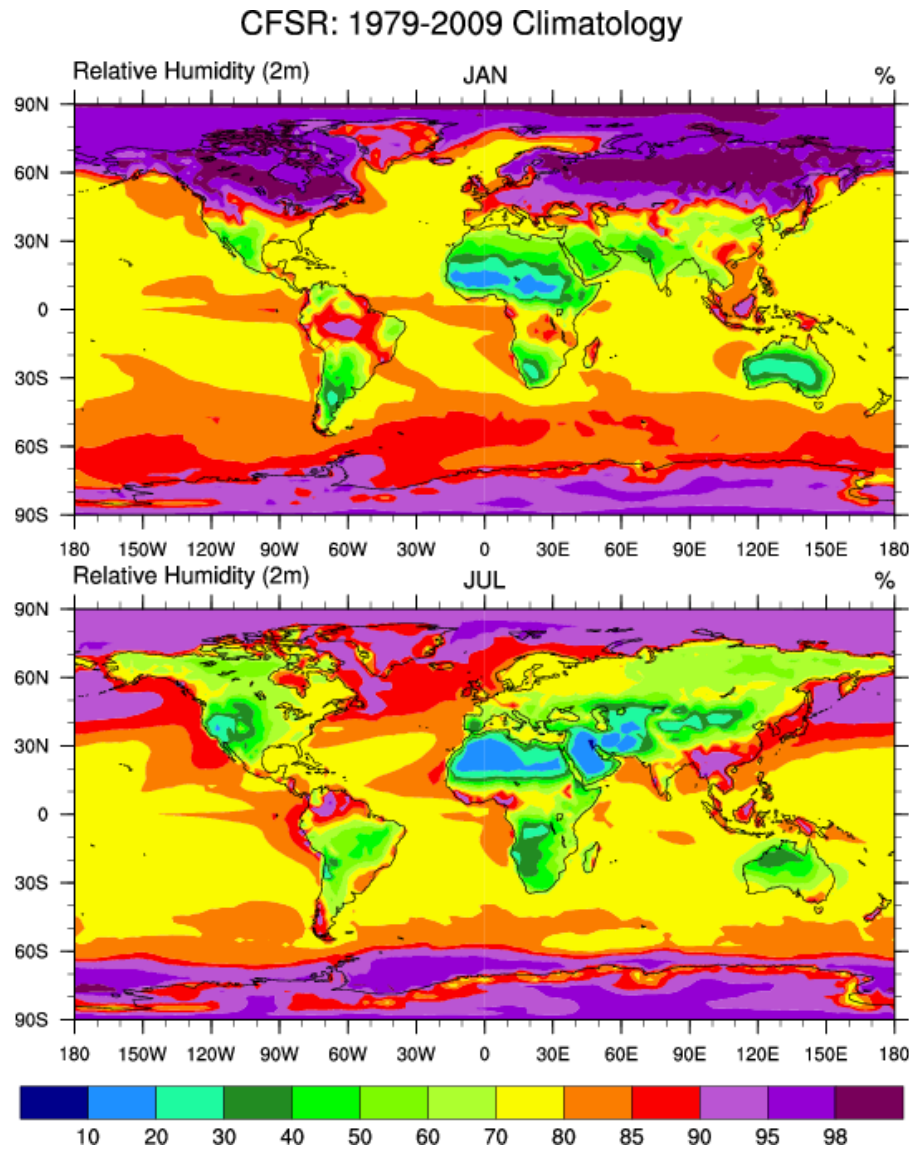 CFSR: 1979-2009 Climatology
Relative Humidity (2m) JAN %
90N
60N
30N
0
30S
60S
90S
180 150W 120W 90W 60W 30W 0 30E 60E 90E 120E 150E 180
Relative Humidity (2m) JUL %
90N
60N
30N
0
30S
60S
90S
180 150W 120W 90W 60W 30W 0 30E 60E 90E 120E 150E 180
10 20 30 40 50 60 70 80 85 90 95 98